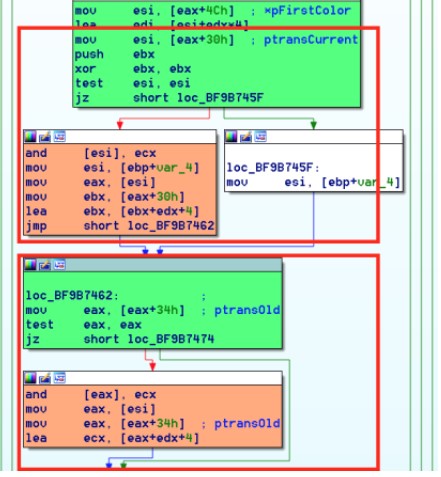 mov esi, [eax+4Ch] ; *pFirstColor
lea edi, [esi+edx*4]
mov esi, [eax+30h] ; ptransCurrent
push ebx
xor ebx, ebx
test esi, esi
jz short loc_BF9B745F
and [esi], ecx
mov esi, [ebp+var_4]
mov eax, [esi]
mov ebx, [eax+30h]
lea ebx, [ebx+edx+4]
jmp short loc_BF9B7462
loc_BF9B745F:
mov esi, [ebp+var_4]
loc_BF9B7462: ;
mov eax, [eax+34h] ; ptransOld
test eax, eax
jz short loc_BF9B7474
and [eax], ecx
mov eax, [esi]
mov eax, [eax+34h] ; ptransOld
lea ecx, [eax+edx+4]